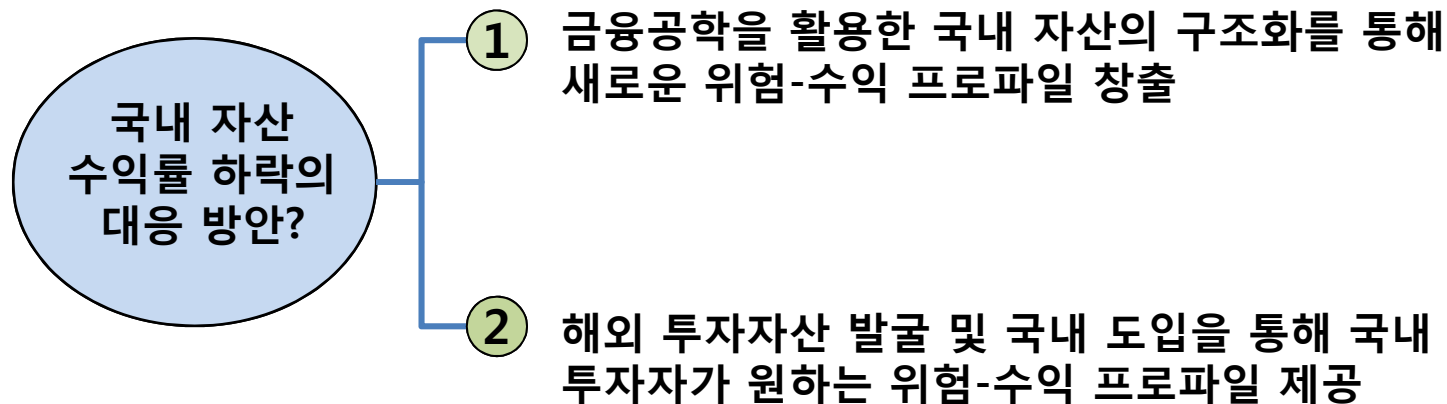 국내 자산
수익률 하락의
대응 방안?
1
금융공학을 활용한 국내 자산의 구조화를 통해
새로운 위험-수익 프로파일 창출
2
해외 투자자산 발굴 및 국내 도입을 통해 국내
투자자가 원하는 위험-수익 프로파일 제공